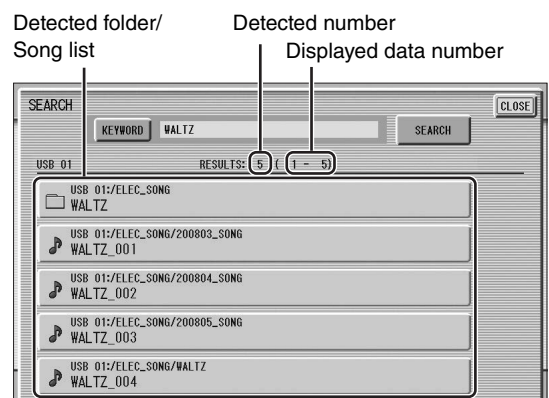 Detected folder/
Song list
Detected number
Displayed data number
SEARCH
CLOSE
KEYWORD WALTZ SEARCH
USB 01 RESULTS: 5 ( 1 - 5)
USB 01:/ELEC_SONG
WALTZ
USB 01:/ELEC_SONG/200803_SONG
WALTZ_001
USB 01:/ELEC_SONG/200804_SONG
WALTZ_002
USB 01:/ELEC_SONG/200805_SONG
WALTZ_003
USB 01:/ELEC_SONG/WALTZ
WALTZ_004